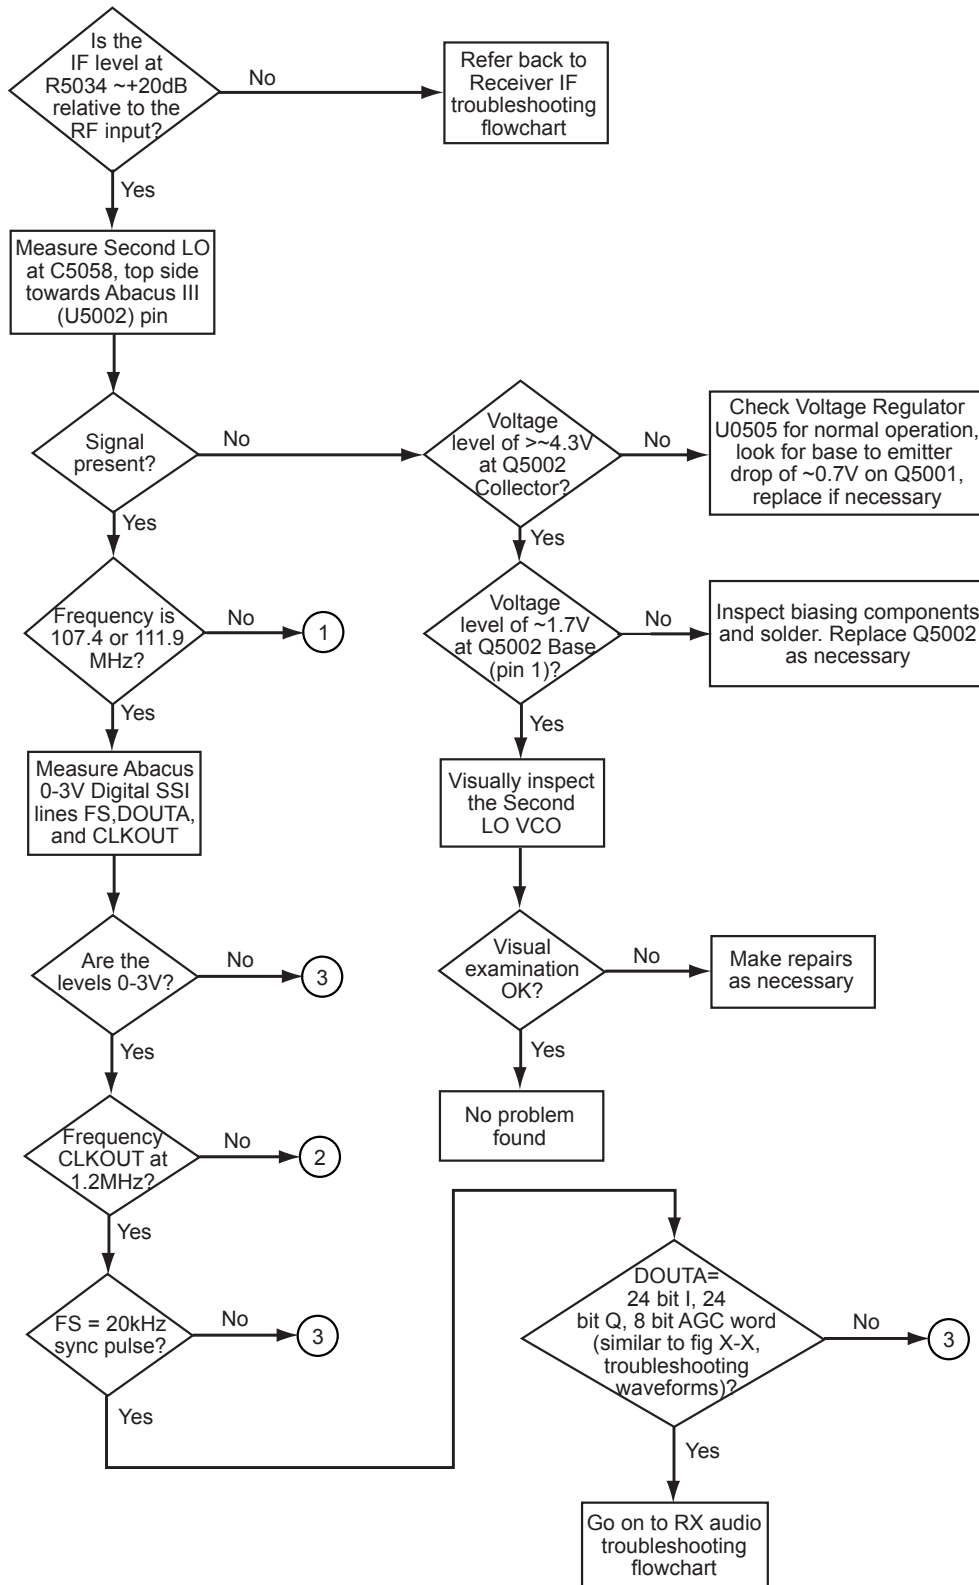 Is the
IF level at
R5034 ~+20dB
relative to the
RF input?
No
Refer back to
Receiver IF
troubleshooting
flowchart
Yes
Measure Second LO
at C5058, top side
towards Abacus III
(U5002) pin
Signal
present?
No
Voltage
level of >~4.3V
at Q5002
Collector?
No
Check Voltage Regulator
U0505 for normal operation,
look for base to emitter
drop of ~0.7V on Q5001,
replace if necessary
Yes
Yes
Frequency is
107.4 or 111.9
MHz?
No
1
Voltage
level of ~1.7V
at Q5002 Base
(pin 1)?
No
Inspect biasing components
and solder. Replace Q5002
as necessary
Yes
Yes
Measure Abacus
0-3V Digital SSI
lines FS,DOUTA,
and CLKOUT
Visually inspect
the Second
LO VCO
Are the
levels 0-3V?
No
3
Visual
examination
OK?
No
Make repairs
as necessary
Yes
Yes
Frequency
CLKOUT at
1.2MHz?
No
2
No problem
found
Yes
FS = 20kHz
sync pulse?
No
3
DOUTA=
24 bit I, 24
bit Q, 8 bit AGC word
(similar to fig X-X,
troubleshooting
waveforms)?
No
3
Yes
Yes
Go on to RX audio
troubleshooting
flowchart